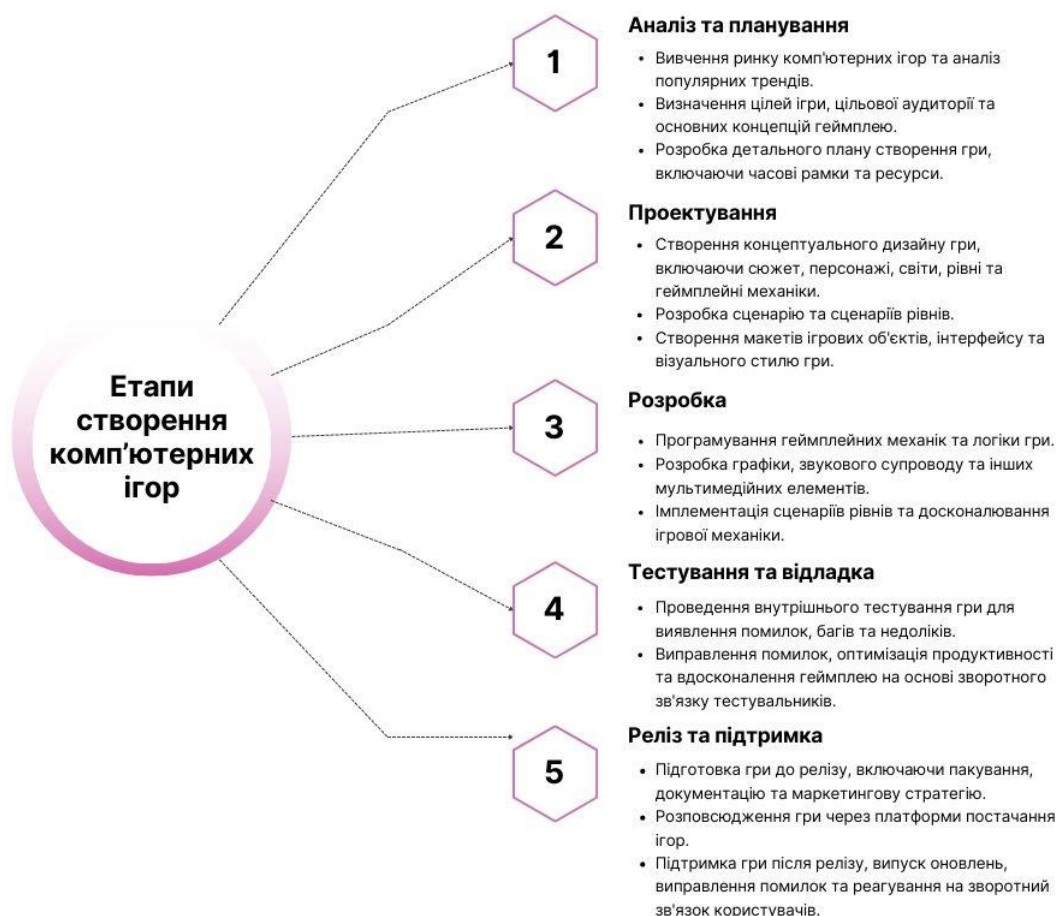 Етапи
створення
комп’ютерних
ігор
1
Аналіз та планування
• Вивчення ринку комп'ютерних ігор та аналіз
популярних трендів.
• Визначення цілей ігри, цільової аудиторії та
основних концепцій геймплею.
• Розробка детального плану створення гри,
включаючи часові рамки та ресурси.
2
Проектування
• Створення концептуального дизайну гри,
включаючи сюжет, персонажі, світи, рівні та
геймплейні механіки.
• Розробка сценарію та сценаріїв рівнів.
• Створення макетів ігрових об'єктів, інтерфейсу та
візуального стилю гри.
3
Розробка
• Програмування геймплейних механік та логіки гри.
• Розробка графіки, звукового супроводу та інших
мультимедійних елементів.
• Імплементація сценаріїв рівнів та досконалювання
ігрової механіки.
4
Тестування та відладка
• Проведення внутрішнього тестування гри для
виявлення помилок, багів та недоліків.
• Виправлення помилок, оптимізація продуктивності
та вдосконалення геймплею на основі зворотного
зв'язку тестувальників.
5
Реліз та підтримка
• Підготовка гри до релізу, включаючи пакування,
документацію та маркетингову стратегію.
• Розповсюдження гри через платформи постачання
ігор.
• Підтримка гри після релізу, випуск оновлень,
виправлення помилок та реагування на зворотний
зв'язок користувачів.